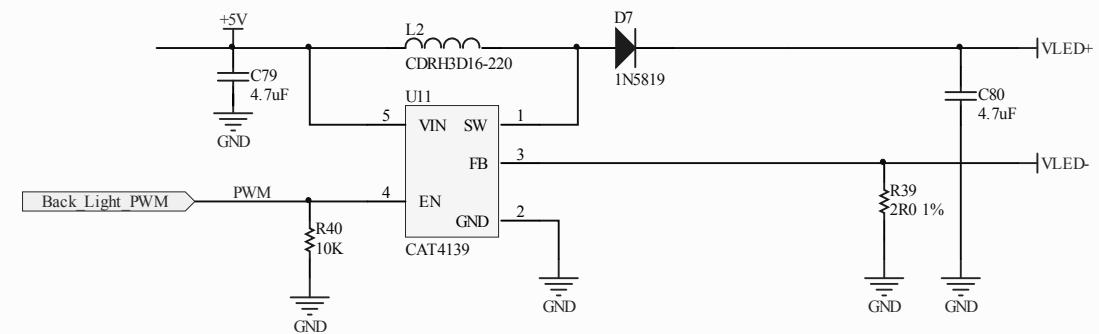 +5V
L2
D7
CDRH3D16-220
1N5819
VLED+
C79
4.7uF
GND
U11
5
VIN
SW
1
C80
4.7uF
FB
3
VLED-
Back_Light_PWM
PWM
4
EN
R39
2R0 1%
GND
2
R40
10K
CAT4139
GND
GND
GND
GND